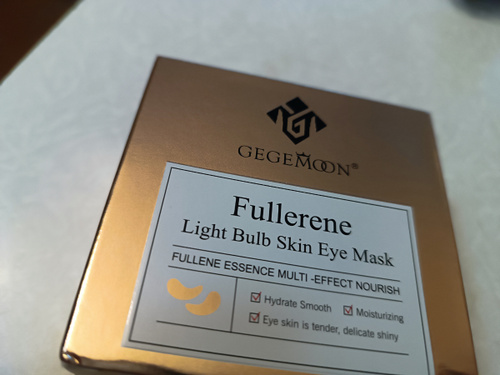 GEGEMOON®
Fullerene
Light Bulb Skin Eye Mask
FULLENE ESSENCE MULTI -EFFECT NOURISH
Hydrate Smooth
Moisturizing
Eye skin is tender, delicate shiny